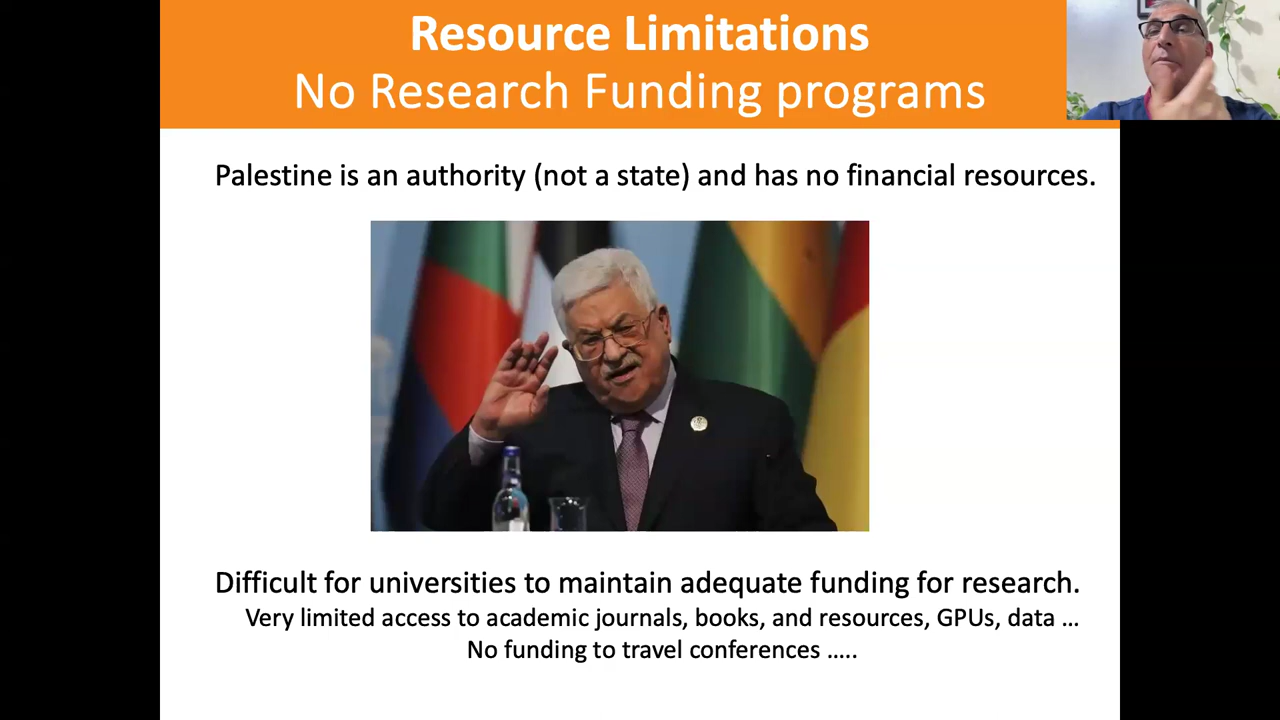 Resource Limitations
No Research Funding programs
Palestine is an authority (not a state) and has no financial resources.
Difficult for universities to maintain adequate funding for research.
Very limited access to academic journals, books, and resources, GPUs, data ...
No funding to travel conferences .....